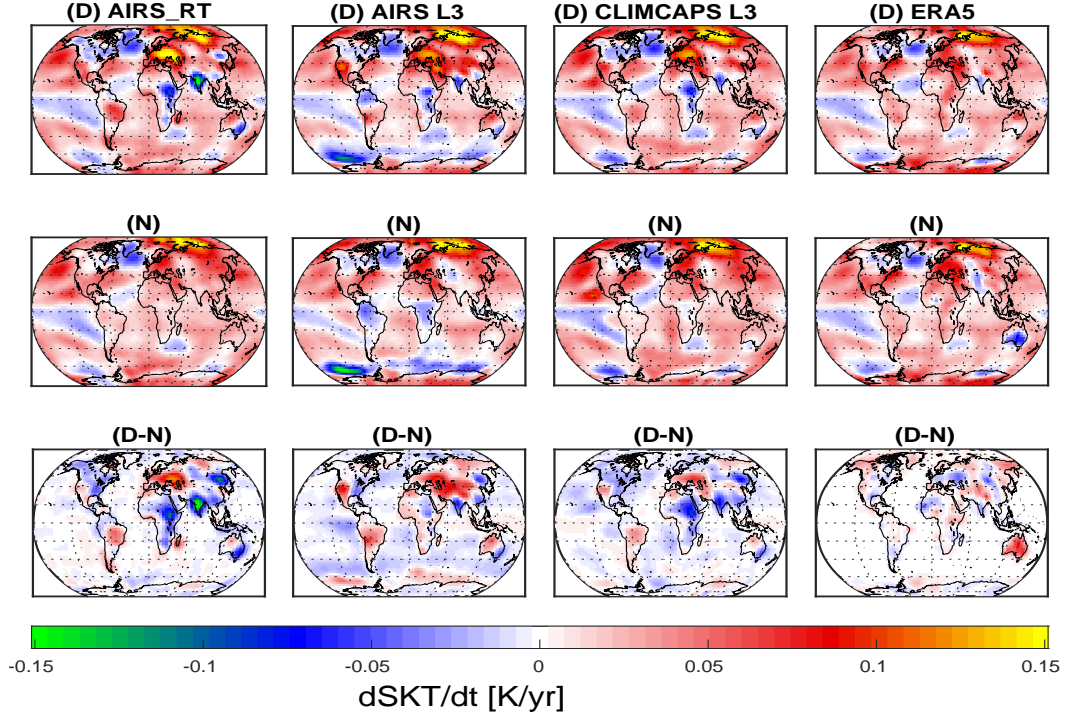 (D) AIRS_RT (D) AIRS L3 (D) CLIMCAPS L3 (D) ERA5
(N) (N) (N) (N)
(D-N) (D-N) (D-N) (D-N)
-0.15 -0.1 -0.05 0 0.05 0.1 0.15
dSKT/dt [K/yr]